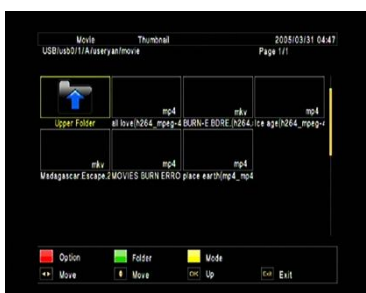 Movie Thumbnail 2005/03/31 04:47
USB/usb0/1/A/useryan/movie Page 1/1
mp4 mkv mp4
Upper Folder all love(h264_mpeg-4 BURN-E BDRE.(h264. Ice age(h264_mpeg-4
mkv mp4 mp4
Madagascar Escape.2 MOVIES BURN ERRO place earth(mp4_mp4
Option Folder Mode
Move Move Up Exit